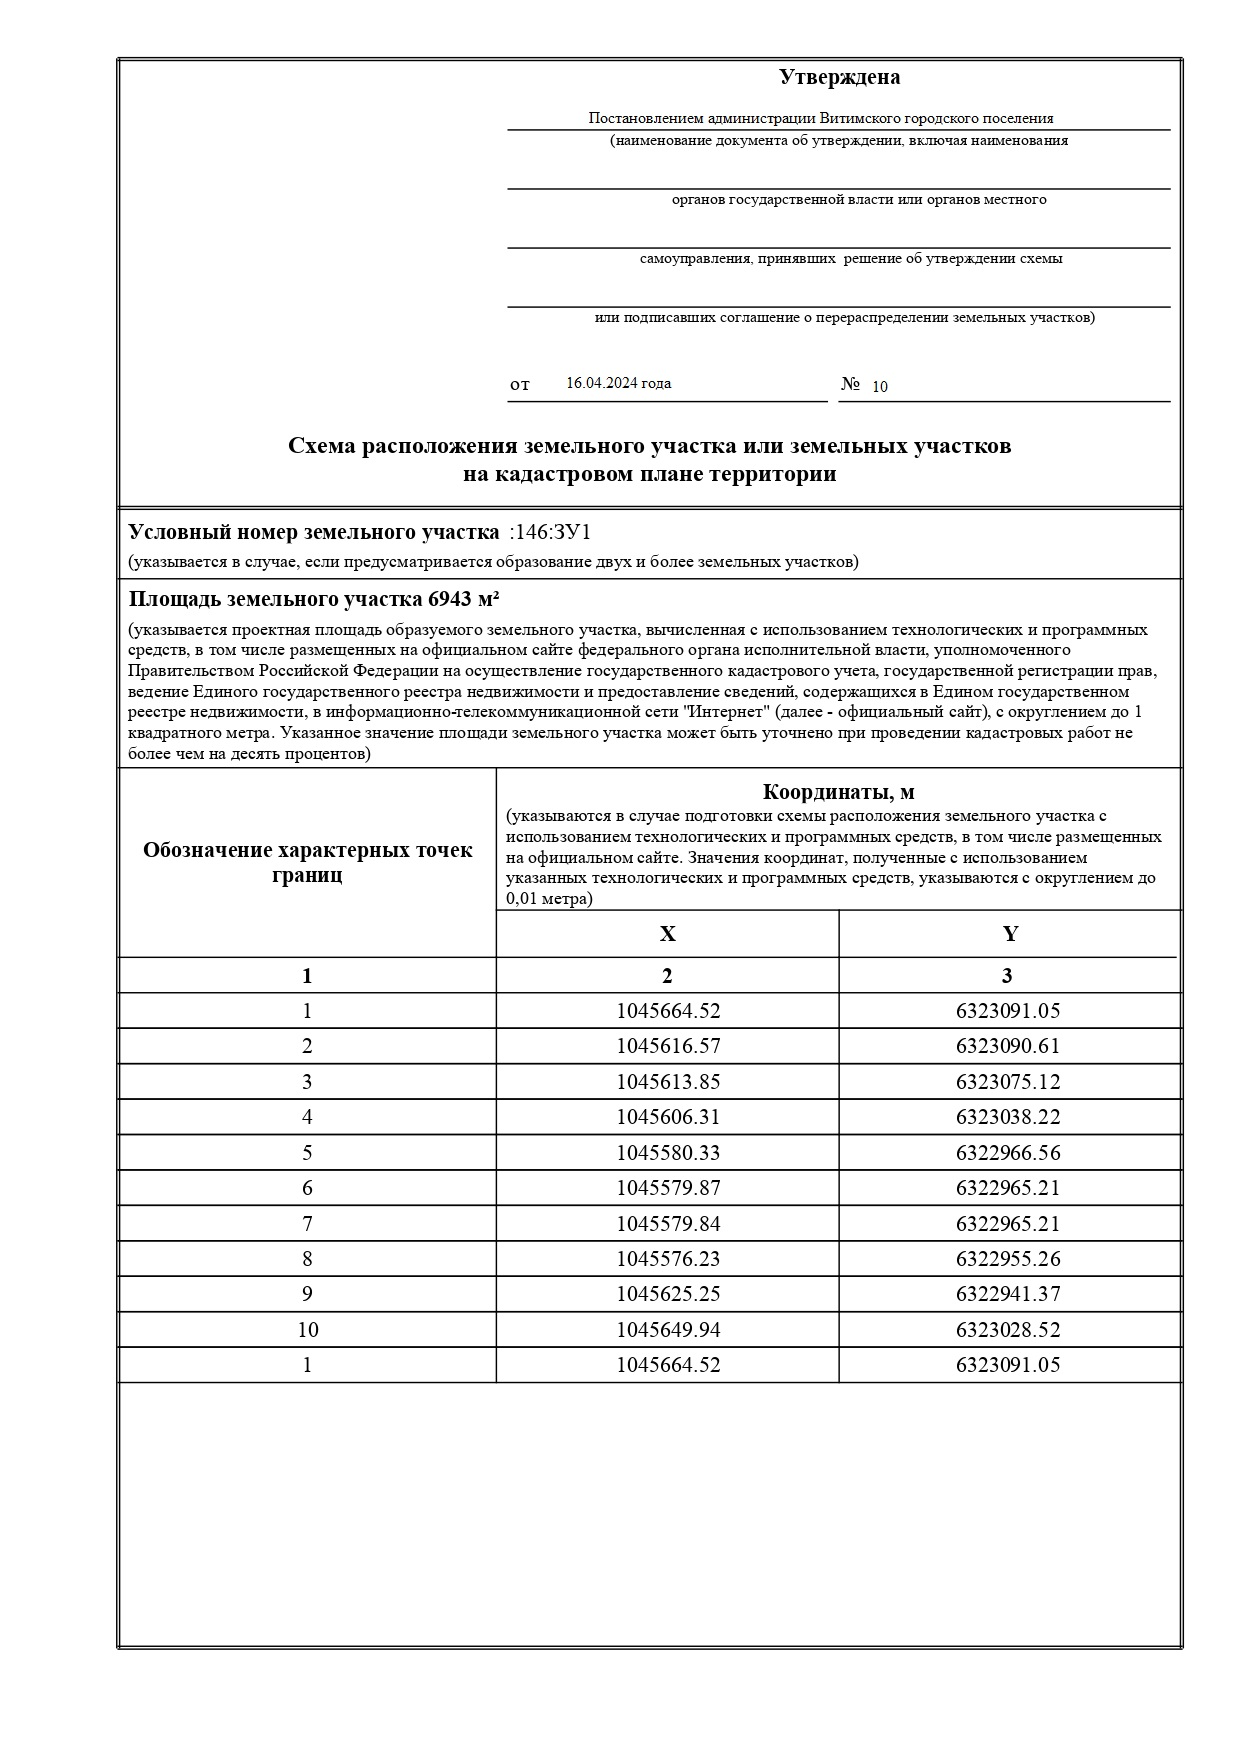 Утверждена
Постановлением администрации Витимского городского поселения
(наименование документа об утверждении, включая наименования
органов государственной власти или органов местного
самоуправления, принявших  решение об утверждении схемы
или подписавших соглашение о перераспределении земельных участков)
от 16.04.2024 года № 10
Схема расположения земельного участка или земельных участков
на кадастровом плане территории
Условный номер земельного участка :146:ЗУ1
(указывается в случае, если предусматривается образование двух и более земельных участков)
Площадь земельного участка 6943 м²
(указывается проектная площадь образуемого земельного участка, вычисленная с использованием технологических и программных
средств, в том числе размещенных на официальном сайте федерального органа исполнительной власти, уполномоченного
Правительством Российской Федерации на осуществление государственного кадастрового учета, государственной регистрации прав,
ведение Единого государственного реестра недвижимости и предоставление сведений, содержащихся в Едином государственном
реестре недвижимости, в информационно-телекоммуникационной сети "Интернет" (далее - официальный сайт), с округлением до 1
квадратного метра. Указанное значение площади земельного участка может быть уточнено при проведении кадастровых работ не
более чем на десять процентов)
Обозначение характерных точек
границ
Координаты, м
(указываются в случае подготовки схемы расположения земельного участка с
использованием технологических и программных средств, в том числе размещенных
на официальном сайте. Значения координат, полученные с использованием
указанных технологических и программных средств, указываются с округлением до
0,01 метра)
X Y
1 2 3
1 1045664.52 6323091.05
2 1045616.57 6323090.61
3 1045613.85 6323075.12
4 1045606.31 6323038.22
5 1045580.33 6322966.56
6 1045579.87 6322965.21
7 1045579.84 6322965.21
8 1045576.23 6322955.26
9 1045625.25 6322941.37
10 1045649.94 6323028.52
1 1045664.52 6323091.05